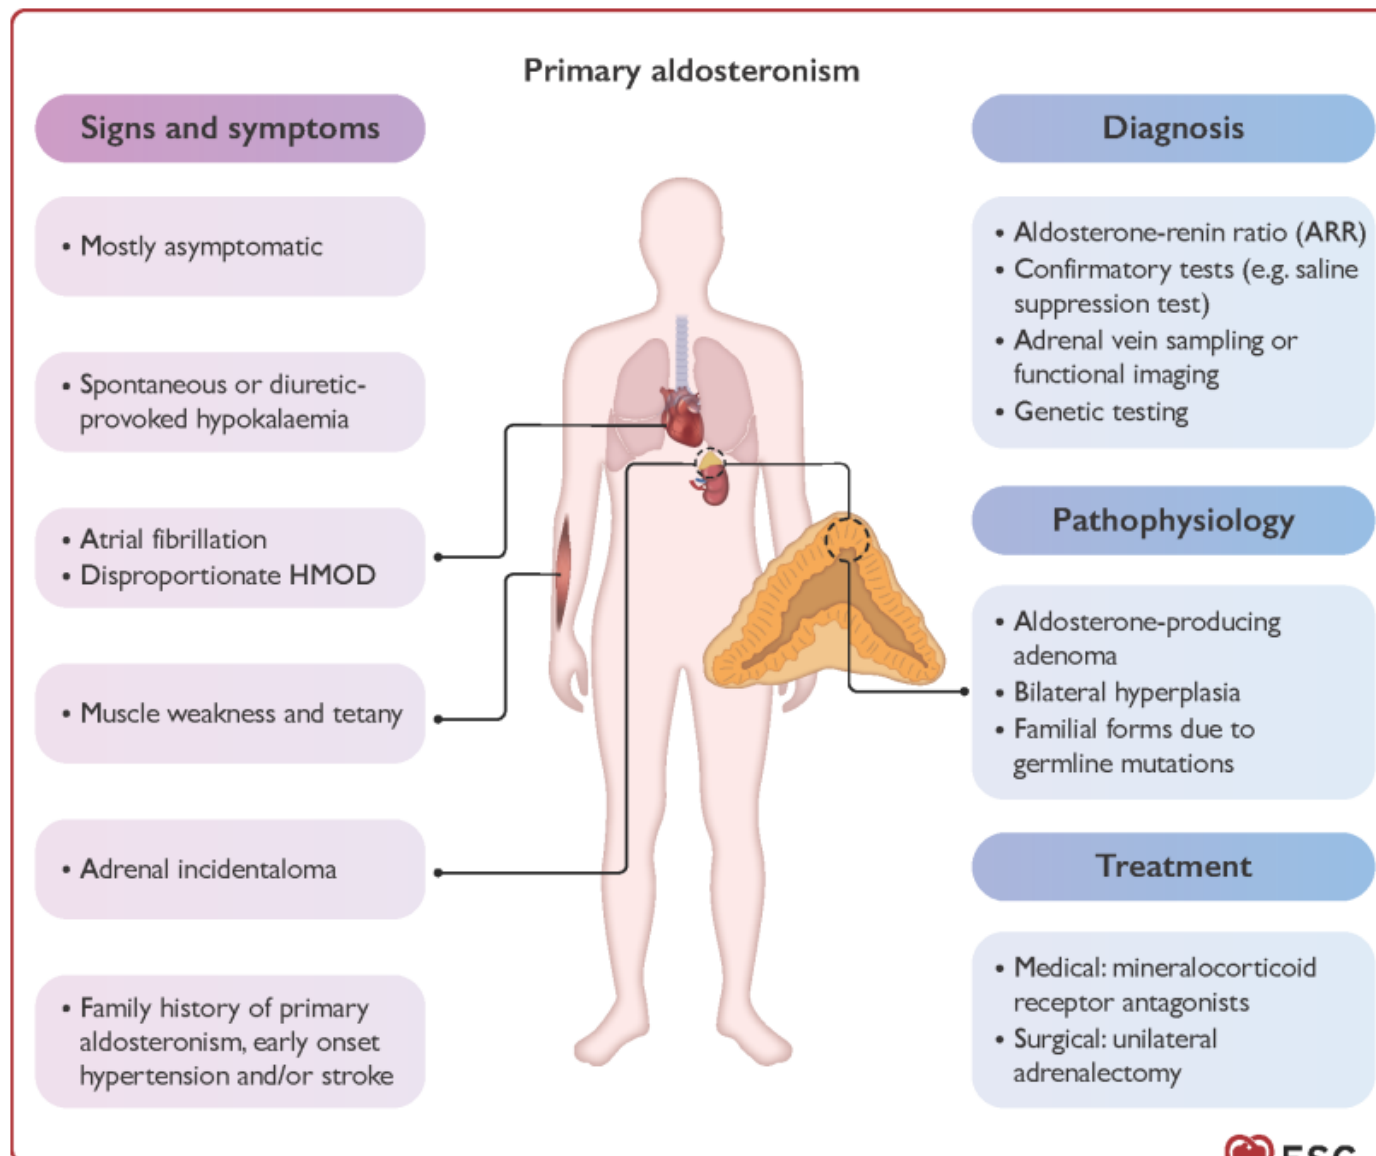 Primary aldosteronism
Signs and symptoms
• Mostly asymptomatic
• Spontaneous or diuretic-
provoked hypokalaemia
• Atrial fibrillation
• Disproportionate HMOD
• Muscle weakness and tetany
• Adrenal incidentaloma
• Family history of primary
aldosteronism, early onset
hypertension and/or stroke
Diagnosis
• Aldosterone-renin ratio (ARR)
• Confirmatory tests (e.g. saline
suppression test)
• Adrenal vein sampling or
functional imaging
• Genetic testing
Pathophysiology
• Aldosterone-producing
adenoma
• Bilateral hyperplasia
• Familial forms due to
germline mutations
Treatment
• Medical: mineralocorticoid
receptor antagonists
• Surgical: unilateral
adrenalectomy
ESC